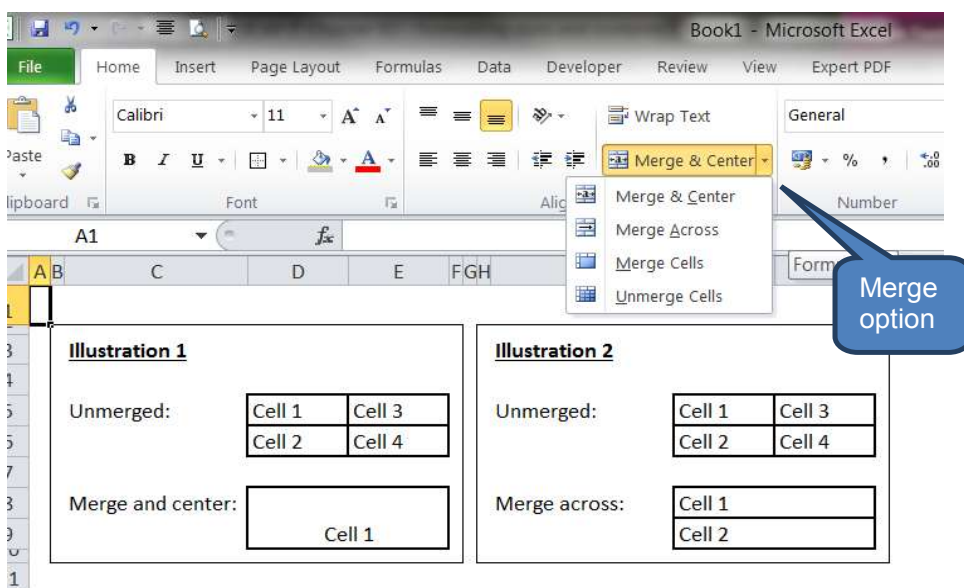 Book1 - Microsoft Excel
File Home Insert Page Layout Formulas Data Developer Review View Expert PDF
Calibri 11 A A Wrap Text General
Paste B I U A Merge & Center % , .00
Font Number
Merge & Center
Merge Across
Merge Cells
Unmerge Cells
A1 fx
A B C D E F G H
Merge
option
Illustration 1 Illustration 2
Unmerged: Cell 1 Cell 3 Unmerged: Cell 1 Cell 3
Cell 2 Cell 4 Cell 2 Cell 4
Merge and center: Cell 1 Merge across: Cell 1
Cell 2